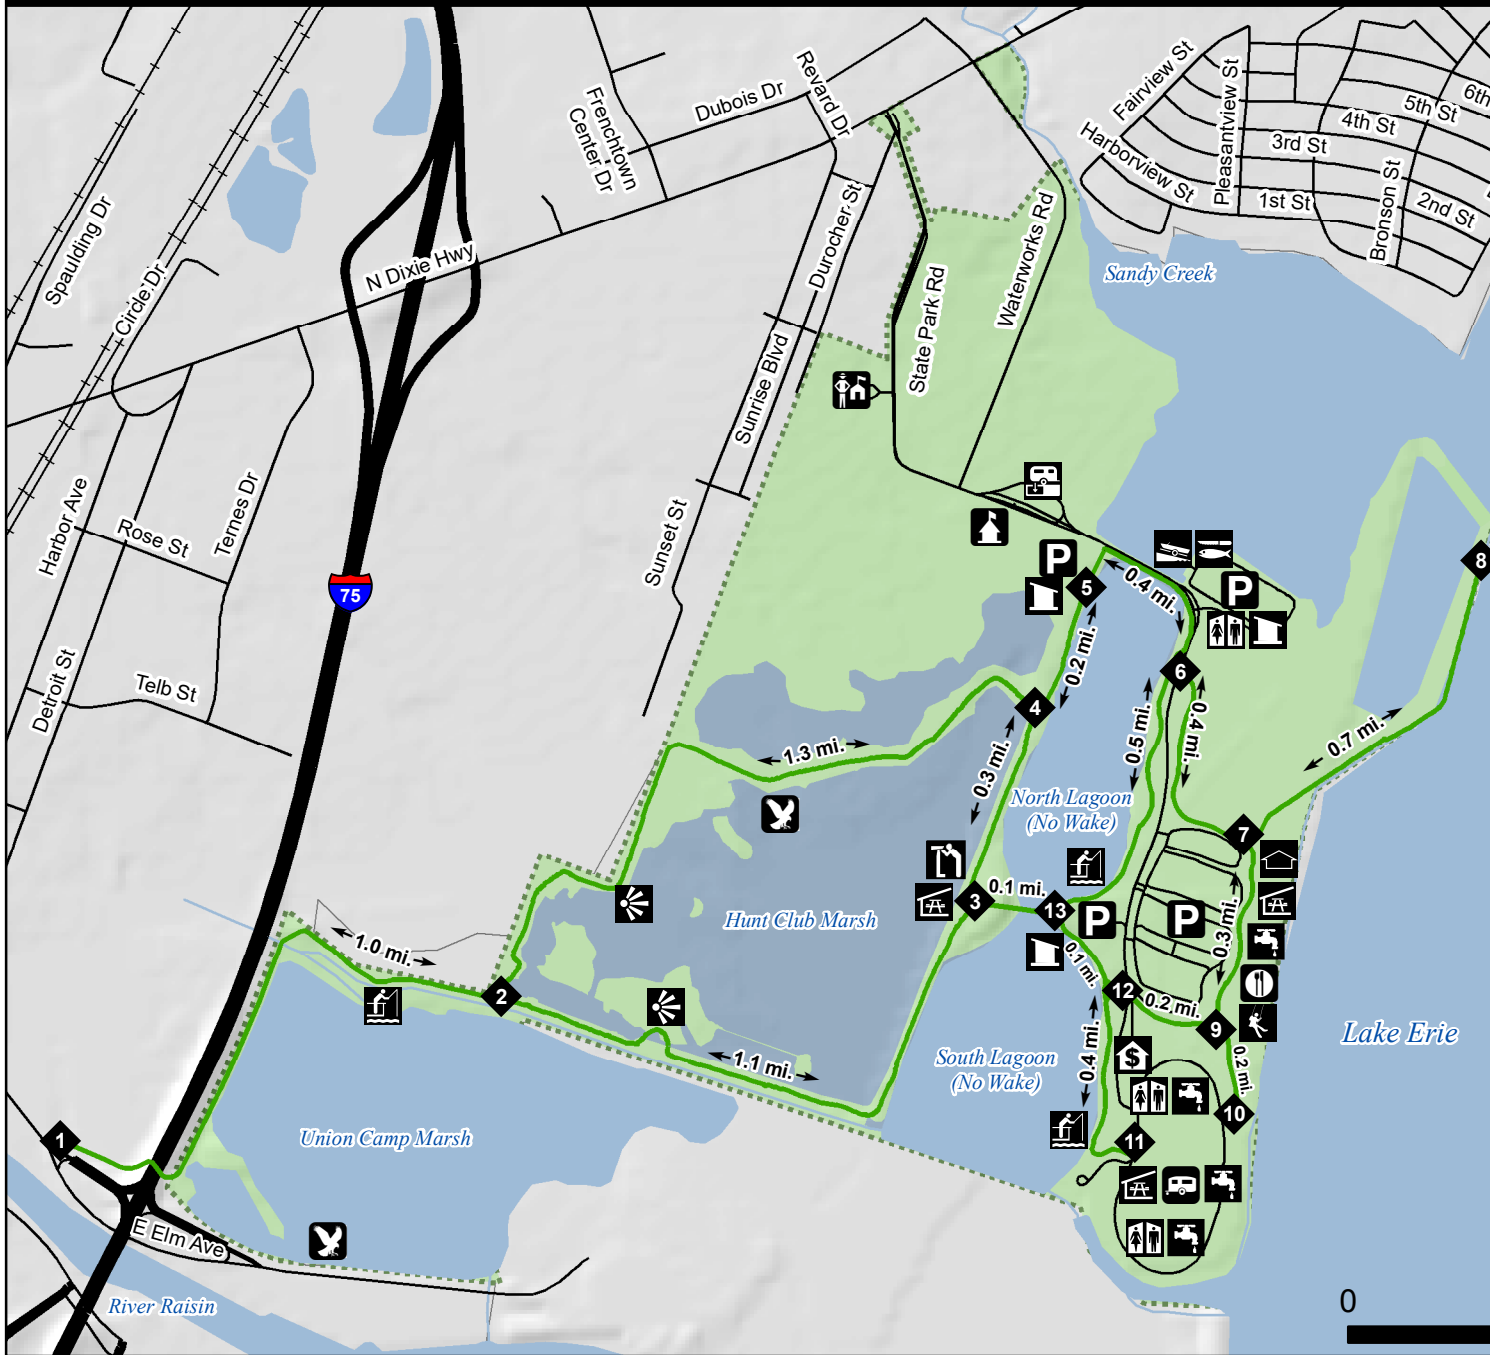 Revard Dr
Fairview St
Pleasantview St
6th
5th St
4th St
3rd St
Dubois Dr
Frenchtown
Center Dr
Harborview St
Bronson St
1st St
2nd St
Spaulding Dr
Circle Dr
N Dixie Hwy
Durocher St
Waterworks Rd
Sandy Creek
State Park Rd
Sunrise Blvd
Harbor Ave
Rose St
Ternes Dr
Sunset St
75
P
5
0.4 mi.
P
8
0.2 mi.
6
Detroit St
Telb St
4
0.5 mi.
0.4 mi.
0.7 mi.
1.3 mi.
0.3 mi.
North Lagoon
(No Wake)
7
0.1 mi.
3
13
P
P
Hunt Club Marsh
0.3 mi.
1.0 mi.
0.1 mi.
2
12
0.2 mi.
9
Lake Erie
1.1 mi.
South Lagoon
(No Wake)
0.4 mi.
$
0.2 mi.
10
1
Union Camp Marsh
11
E Elm Ave
River Raisin
0